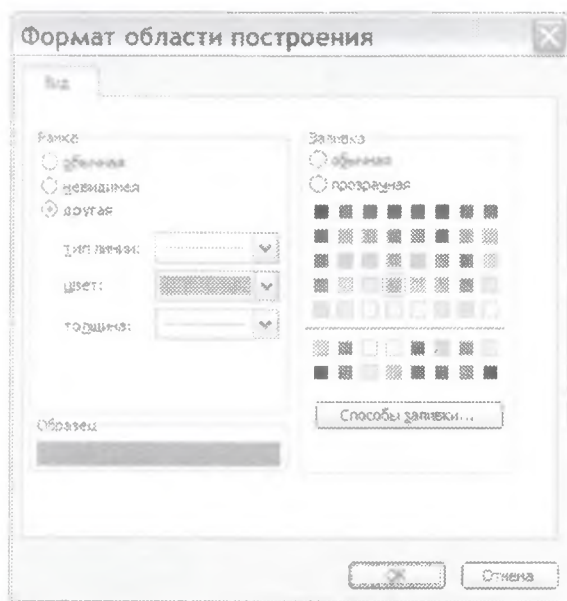 Формат области построения
Вид
Рамка
обычная
невидимая
другая
тип линии:
цвет:
толщина:
Образец
Заливка
обычная
прозрачная
Способы заливки...
ОК
Отмена